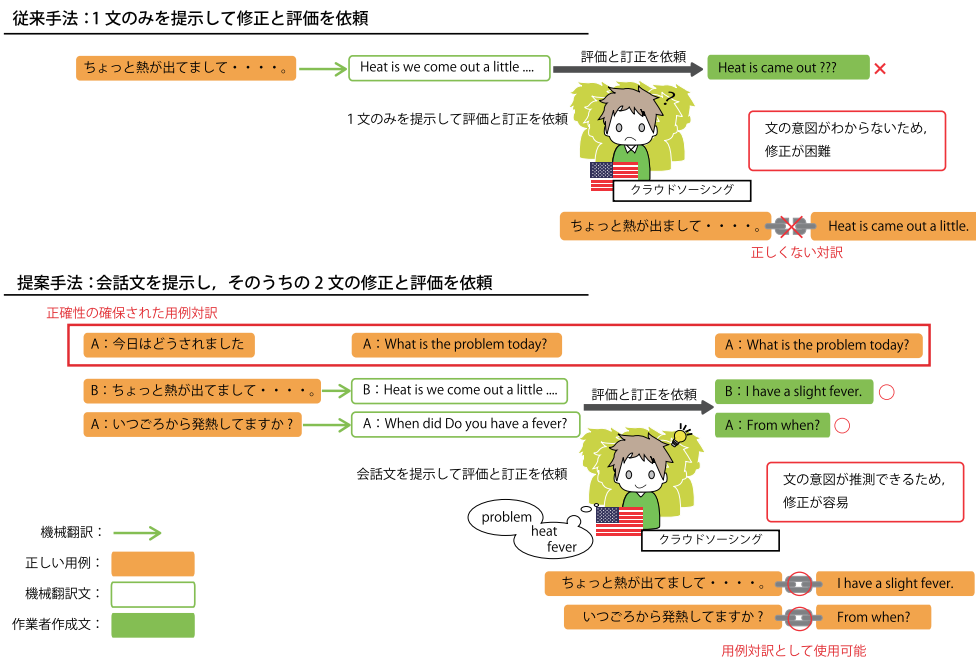 従来手法：1 文のみを提示して修正と評価を依頼
ちょっと熱が出てまして・・・・。
Heat is we come out a little ....
評価と訂正を依頼
Heat is came out ???
×
1 文のみを提示して評価と訂正を依頼
?
文の意図がわからないため，
修正が困難
クラウドソーシング
ちょっと熱が出まして・・・・。
Heat is came out a little.
正しくない対訳
提案手法：会話文を提示し，そのうちの 2 文の修正と評価を依頼
正確性の確保された用例対訳
A：今日はどうされました
A：What is the problem today?
A：What is the problem today?
B：ちょっと熱が出てまして・・・・。
B：Heat is we come out a little ....
評価と訂正を依頼
B：I have a slight fever.
○
A：いつごろから発熱してますか？
A：When did Do you have a fever?
A：From when?
○
会話文を提示して評価と訂正を依頼
文の意図が推測できるため，
修正が容易
problem
heat
fever
クラウドソーシング
機械翻訳：
正しい用例：
機械翻訳文：
作業者作成文：
ちょっと熱が出てまして・・・・。
I have a slight fever.
いつごろから発熱してますか？
From when?
用例対訳として使用可能